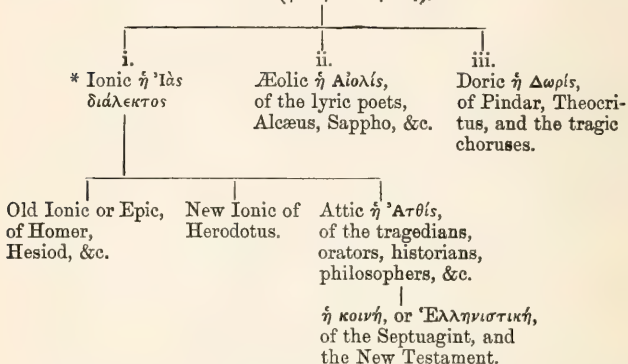 i.
* Ionic ἡ Ἰὰς
διάλεκτος
ii.
Æolic ἡ Αἰολίς,
of the lyric poets,
Alcæus, Sappho, &c.
iii.
Doric ἡ Δωρίς,
of Pindar, Theocri-
tus, and the tragic
choruses.
Old Ionic or Epic,
of Homer,
Hesiod, &c.
New Ionic of
Herodotus.
Attic ἡ Ἀτθίς,
of the tragedians,
orators, historians,
philosophers, &c.
ἡ κοινή, or Ἑλληνιστική,
of the Septuagint, and
the New Testament.